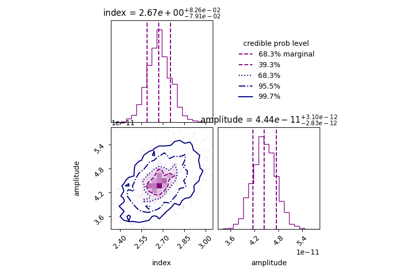 index = 2.67e+00 +8.26e-02 -7.91e-02
credible prob level
68.3% marginal
39.3%
68.3%
95.5%
99.7%
1e-11
amplitude = 4.44e-11 +3.10e-12 -2.83e-12
5.4
4.8
4.2
3.6
amplitude
2.40 2.55 2.70 2.85 3.00
index
3.6 4.2 4.8 5.4
1e-11
amplitude